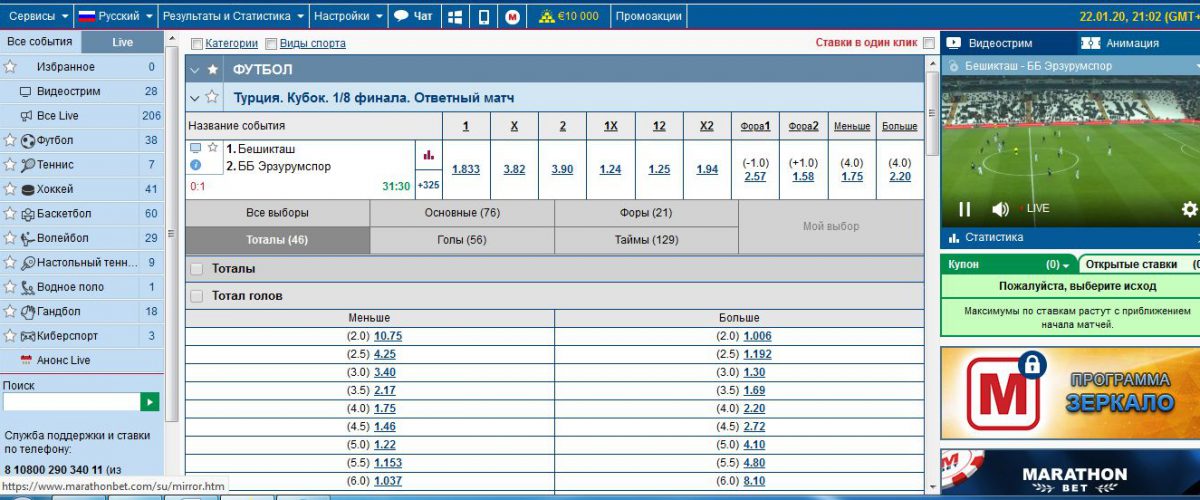 Сервисы Русский Результаты и Статистика Настройки Чат €10 000 Промоакции 22.01.20, 21:02 (GMT+
Все события Live
Избранное 0
Видеострим 28
Все Live 206
Футбол 38
Теннис 7
Хоккей 41
Баскетбол 60
Волейбол 29
Настольный тенн... 9
Водное поло 1
Гандбол 18
Киберспорт 3
Анонс Live
Поиск
Служба поддержки и ставки
по телефону:
8 10800 290 340 11 (из
https://www.marathonbet.com/su/mirror.htm
Категории Виды спорта Ставки в один клик
ФУТБОЛ
Турция. Кубок. 1/8 финала. Ответный матч
Название события 1 X 2 1X 12 X2 Фора1 Фора2 Меньше Больше
1. Бешикташ
2. ББ Эрзурумспор
0:1 31:30 +325
1.833 3.82 3.90 1.24 1.25 1.94 (-1.0) 2.57 (+1.0) 1.58 (4.0) 1.75 (4.0) 2.20
Все выборы Основные (76) Форы (21) Мой выбор
Тоталы (46) Голы (56) Таймы (129)
Тоталы
Тотал голов
Меньше Больше
(2.0) 10.75 (2.0) 1.006
(2.5) 4.25 (2.5) 1.192
(3.0) 3.40 (3.0) 1.30
(3.5) 2.17 (3.5) 1.69
(4.0) 1.75 (4.0) 2.20
(4.5) 1.46 (4.5) 2.72
(5.0) 1.22 (5.0) 4.10
(5.5) 1.153 (5.5) 4.80
(6.0) 1.037 (6.0) 8.10
Видеострим Анимация
Бешикташ - ББ Эрзурумспор
LIVE
Статистика
Купон (0) Открытые ставки (0
Пожалуйста, выберите исход
Максимумы по ставкам растут с приближением
начала матчей.
M
ПРОГРАММА
ЗЕРКАЛО
MARATHON
BET